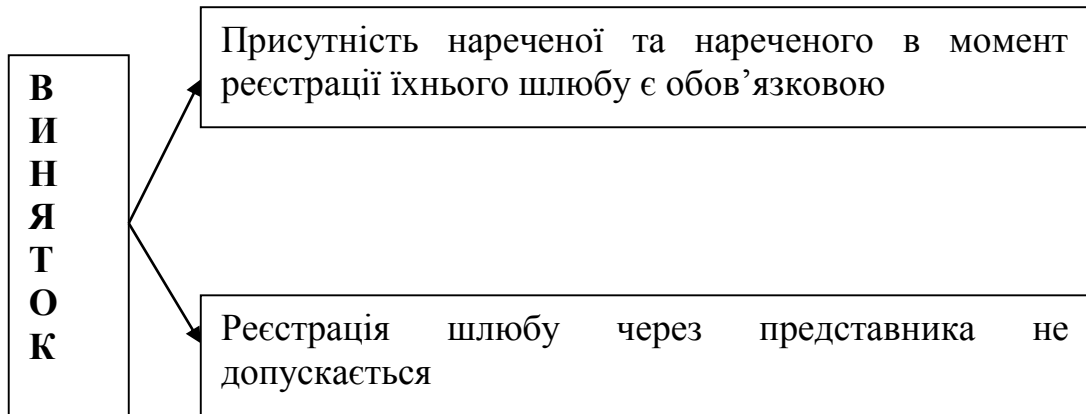 В
И
Н
Я
Т
О
К
Присутність нареченої та нареченого в момент
реєстрації їхнього шлюбу є обов’язковою
Реєстрація шлюбу через представника не
допускається